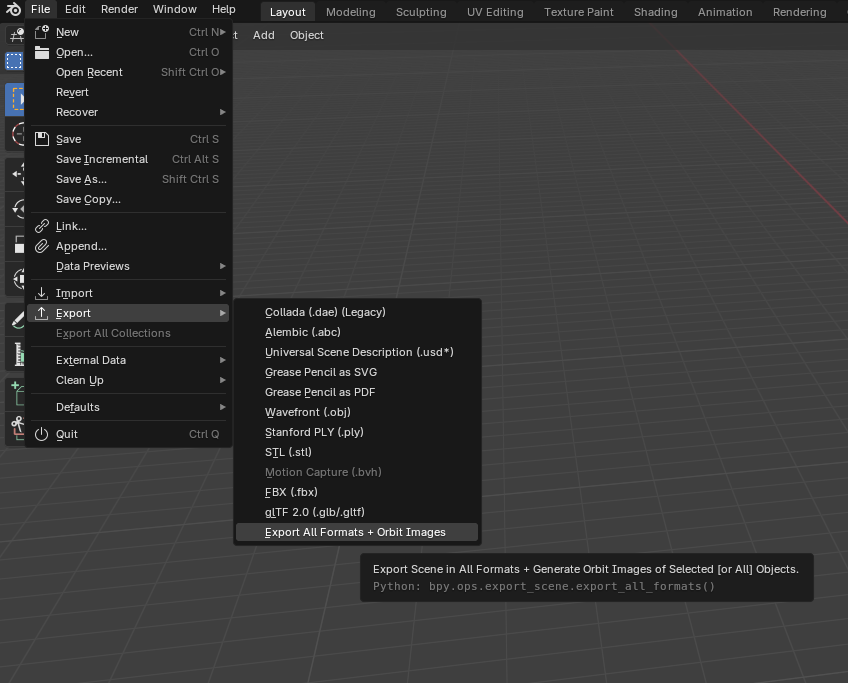 File Edit Render Window Help Layout Modeling Sculpting UV Editing Texture Paint Shading Animation Rendering
Add Object
New Ctrl N
Open... Ctrl O
Open Recent Shift Ctrl O
Revert
Recover
Save Ctrl S
Save Incremental Ctrl Alt S
Save As... Shift Ctrl S
Save Copy...
Link...
Append...
Data Previews
Import
Export
Export All Collections
External Data
Clean Up
Defaults
Quit Ctrl Q
Collada (.dae) (Legacy)
Alembic (.abc)
Universal Scene Description (.usd*)
Grease Pencil as SVG
Grease Pencil as PDF
Wavefront (.obj)
Stanford PLY (.ply)
STL (.stl)
Motion Capture (.bvh)
FBX (.fbx)
glTF 2.0 (.glb/.gltf)
Export All Formats + Orbit Images
Export Scene in All Formats + Generate Orbit Images of Selected [or All] Objects.
Python: bpy.ops.export_scene.export_all_formats()